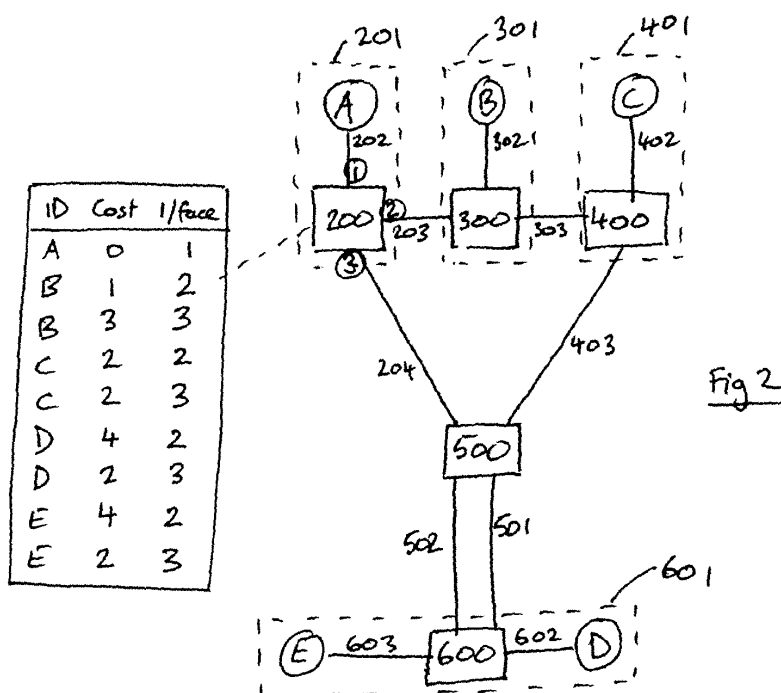 201
301
401
A
B
C
202
302
402
1
ID Cost I/face
200
2
300
400
A 0 1
203
303
B 1 2
3
B 3 3
C 2 2
204
403
C 2 3
Fig 2
D 4 2
500
D 2 3
E 4 2
502
501
E 2 3
601
E
603
600
602
D